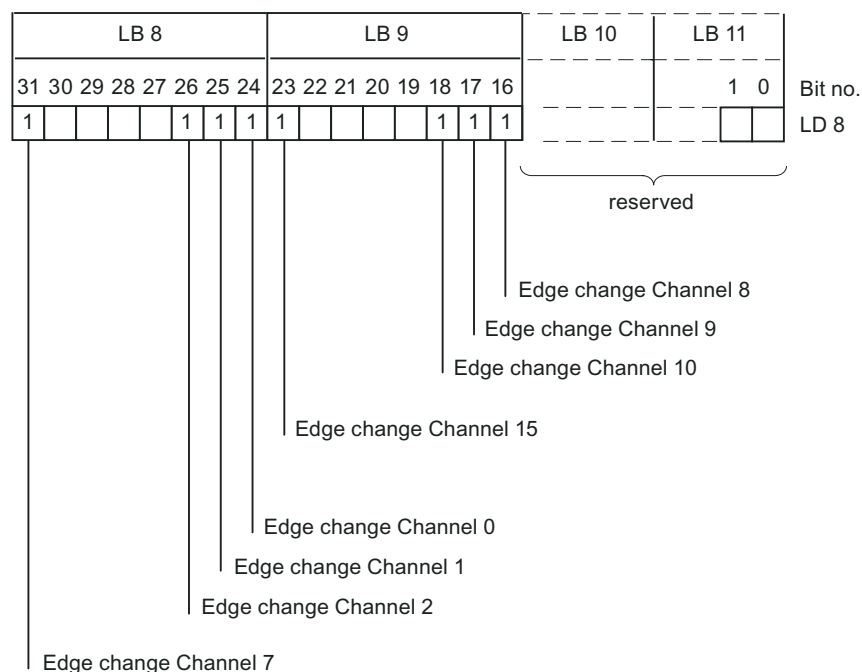 LB 8 LB 9 LB 10 LB 11
31 30 29 28 27 26 25 24 23 22 21 20 19 18 17 16 1 0 Bit no.
1 1 1 1 1 1 1 1 LD 8
reserved
Edge change Channel 8
Edge change Channel 9
Edge change Channel 10
Edge change Channel 15
Edge change Channel 0
Edge change Channel 1
Edge change Channel 2
Edge change Channel 7